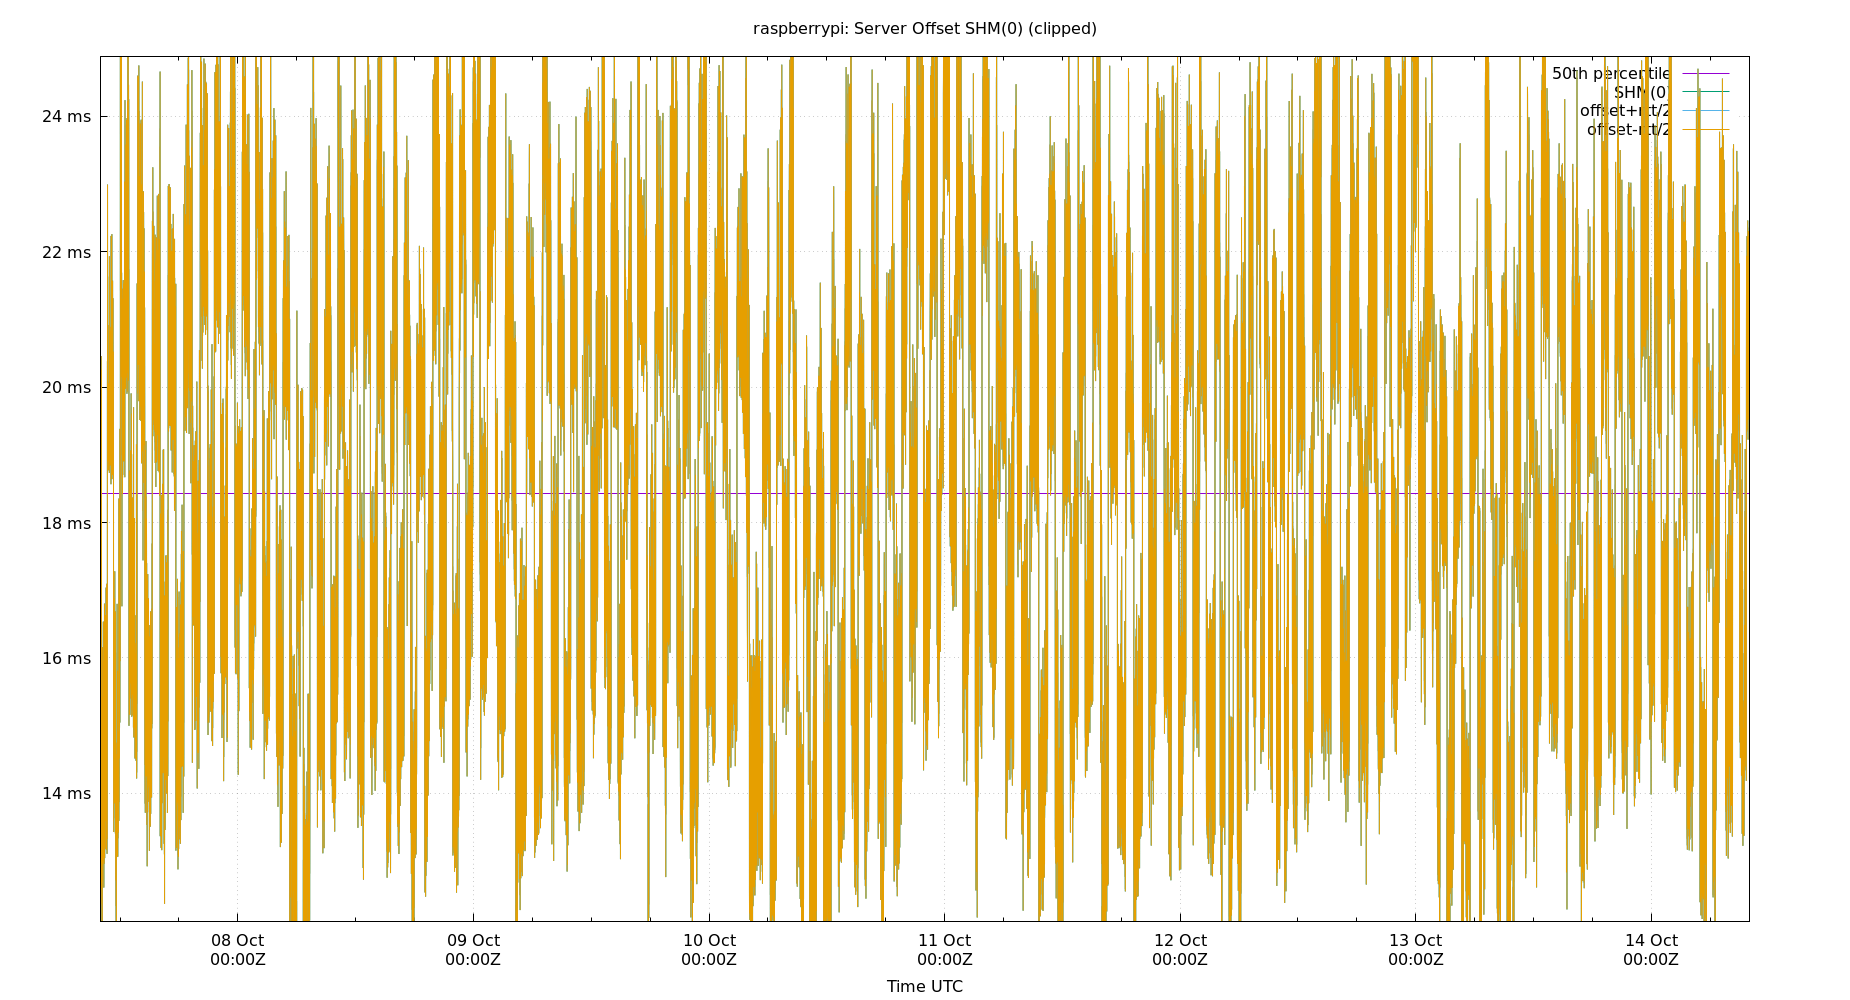 raspberrypi: Server Offset SHM(0) (clipped)
50th percentile
SHM(0)
offset+rtt/2
offset-rtt/2
24 ms
22 ms
20 ms
18 ms
16 ms
14 ms
08 Oct 09 Oct 10 Oct 11 Oct 12 Oct 13 Oct 14 Oct
00:00Z 00:00Z 00:00Z 00:00Z 00:00Z 00:00Z 00:00Z
Time UTC